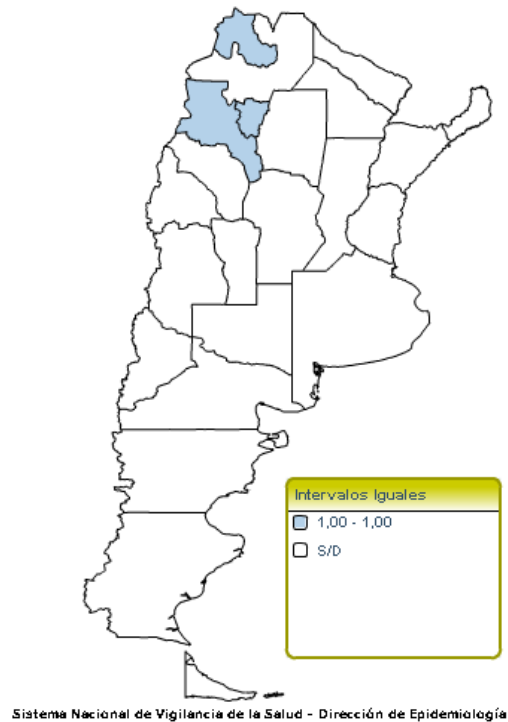 Intervalos Iguales
1,00 - 1,00
S/D
Sistema Nacional de Vigilancia de la Salud - Dirección de Epidemiología